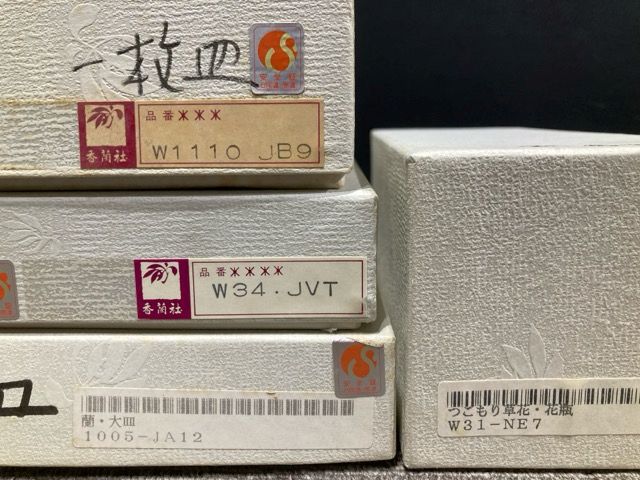 一枚皿
品番＊＊＊
W1110 JB9
香蘭社
品番＊＊＊＊
W34.JVT
香蘭社
蘭・大皿
1005-JA12
つごもり草花・花瓶
W31-NE7